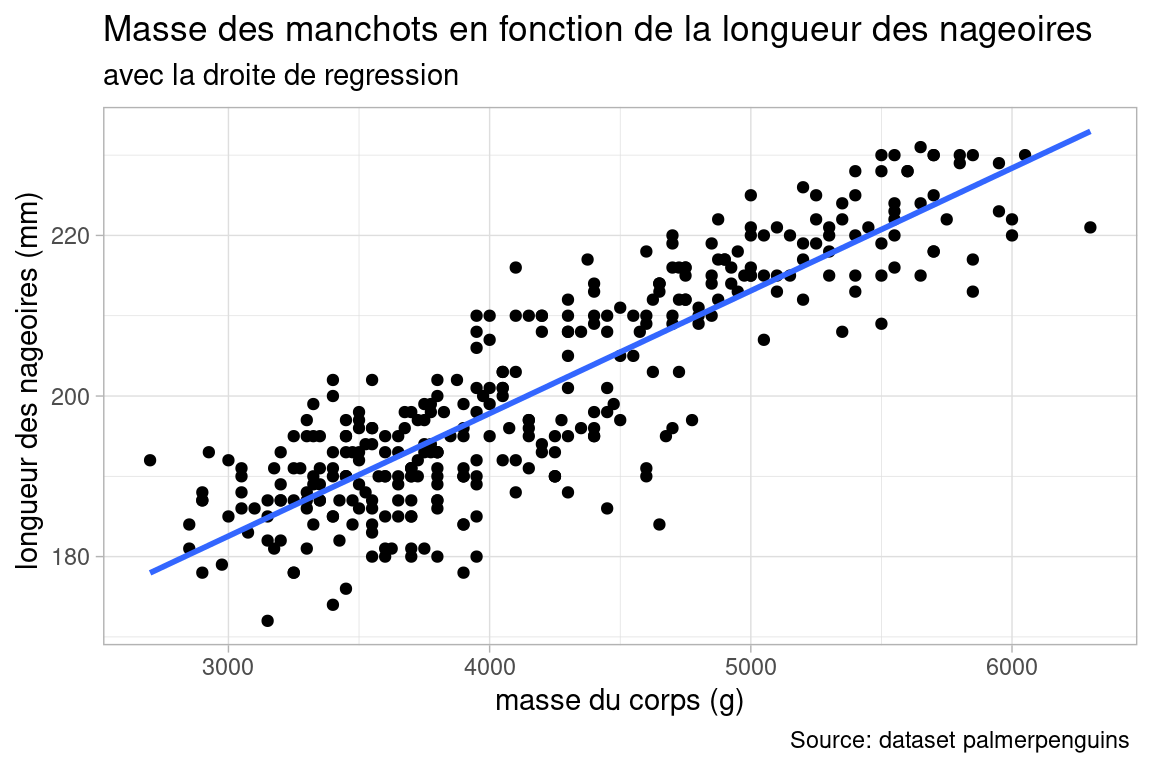 Masse des manchots en fonction de la longueur des nageoires
avec la droite de regression
longueur des nageoires (mm)
220
200
180
3000 4000 5000 6000
masse du corps (g)
Source: dataset palmerpenguins